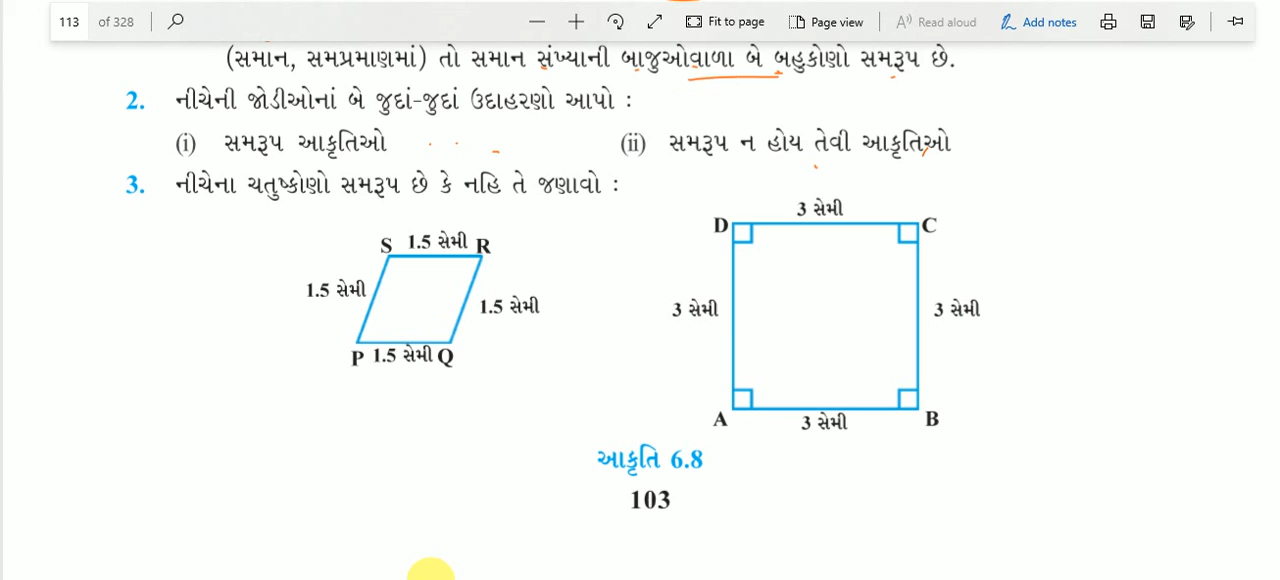 113 of 328 Fit to page Page view Read aloud Add notes
(સમાન, સમપ્રમાણમાં) તો સમાન સંખ્યાની બાજુઓવાળા બે બહુકોણો સમરૂપ છે.
2. નીચેની જોડીઓનાં બે જુદાં-જુદાં ઉદાહરણો આપો :
(i) સમરૂપ આકૃતિઓ (ii) સમરૂપ ન હોય તેવી આકૃતિઓ
3. નીચેના ચતુષ્કોણો સમરૂપ છે કે નહિ તે જણાવો :
3 સેમી
D C
S 1.5 સેમી R
1.5 સેમી 1.5 સેમી
3 સેમી 3 સેમી
P 1.5 સેમી Q
A 3 સેમી B
આકૃતિ 6.8
103